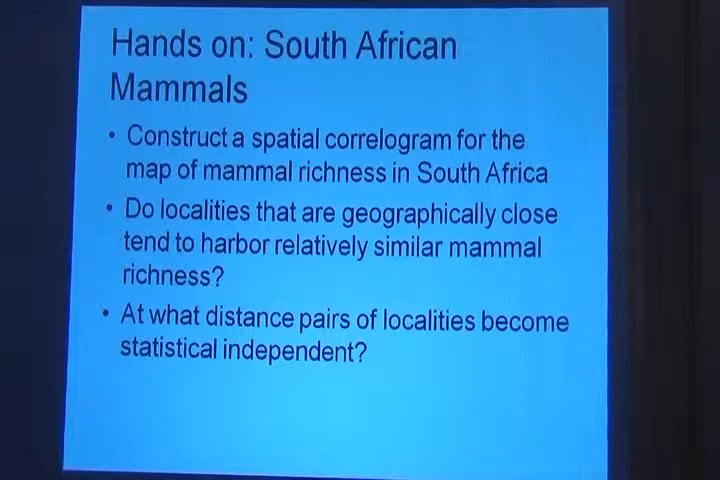 Hands on: South African
Mammals
• Construct a spatial correlogram for the
map of mammal richness in South Africa
• Do localities that are geographically close
tend to harbor relatively similar mammal
richness?
• At what distance pairs of localities become
statistical independent?